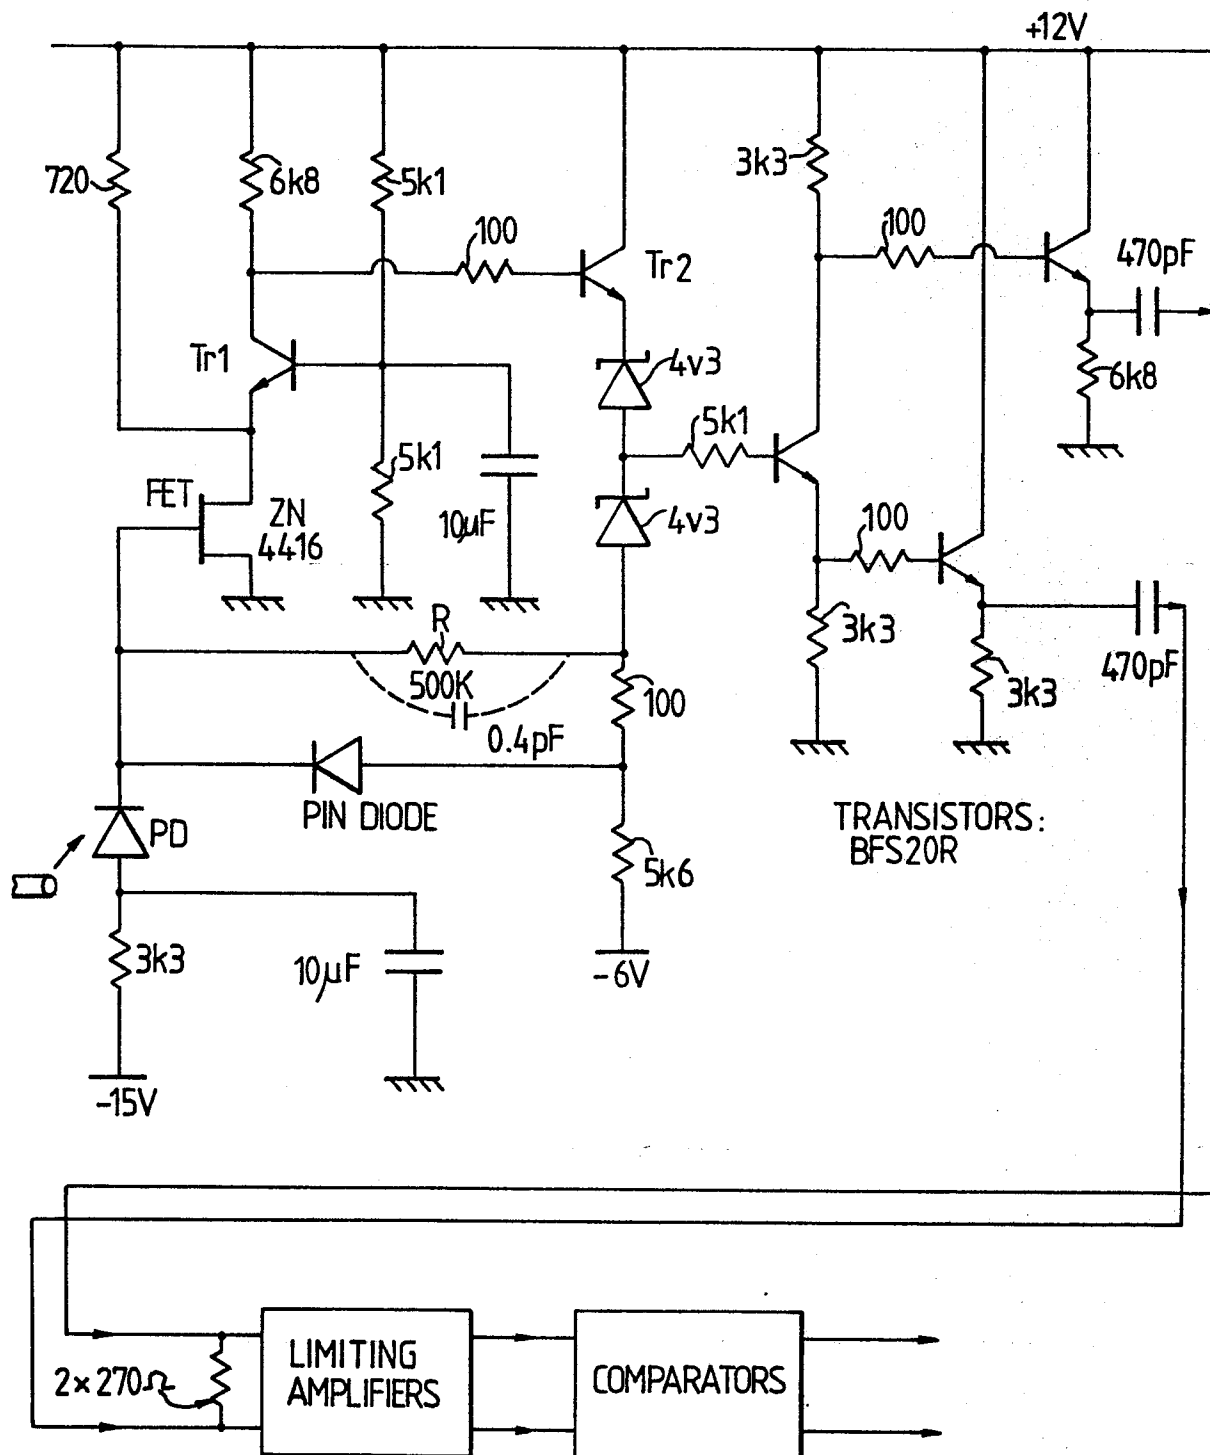 +12V
720
6k8
5k1
3k3
100
100
470pF
Tr2
Tr1
4v3
6k8
5k1
5k1
FET
ZN
4416
10µF
4v3
100
R
500K
0.4pF
100
3k3
3k3
470pF
PIN DIODE
PD
TRANSISTORS:
BFS20R
5k6
3k3
10µF
-6V
-15V
2×270Ω
LIMITING
AMPLIFIERS
COMPARATORS